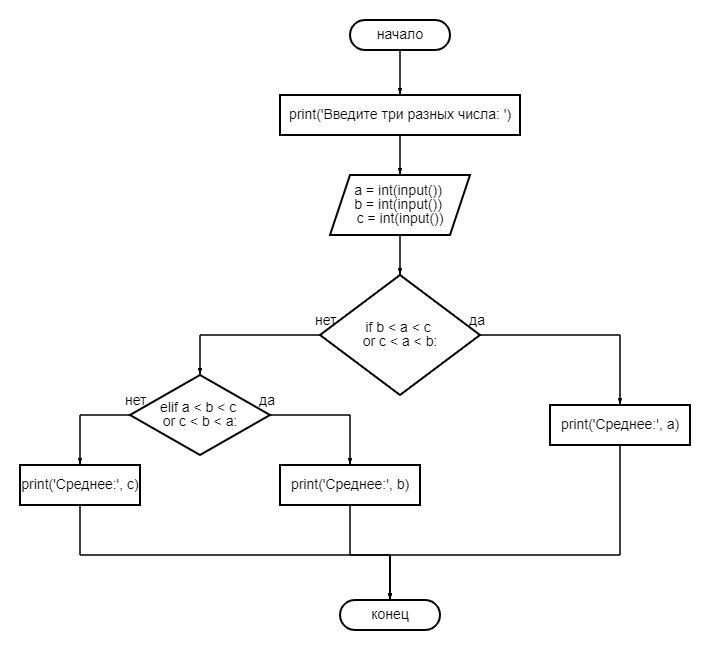 начало
print('Введите три разных числа: ')
a = int(input())
b = int(input())
c = int(input())
нет
да
if b < a < c
or c < a < b:
нет
да
elif a < b < c
or c < b < a:
print('Среднее:', a)
print('Среднее:', c)
print('Среднее:', b)
конец